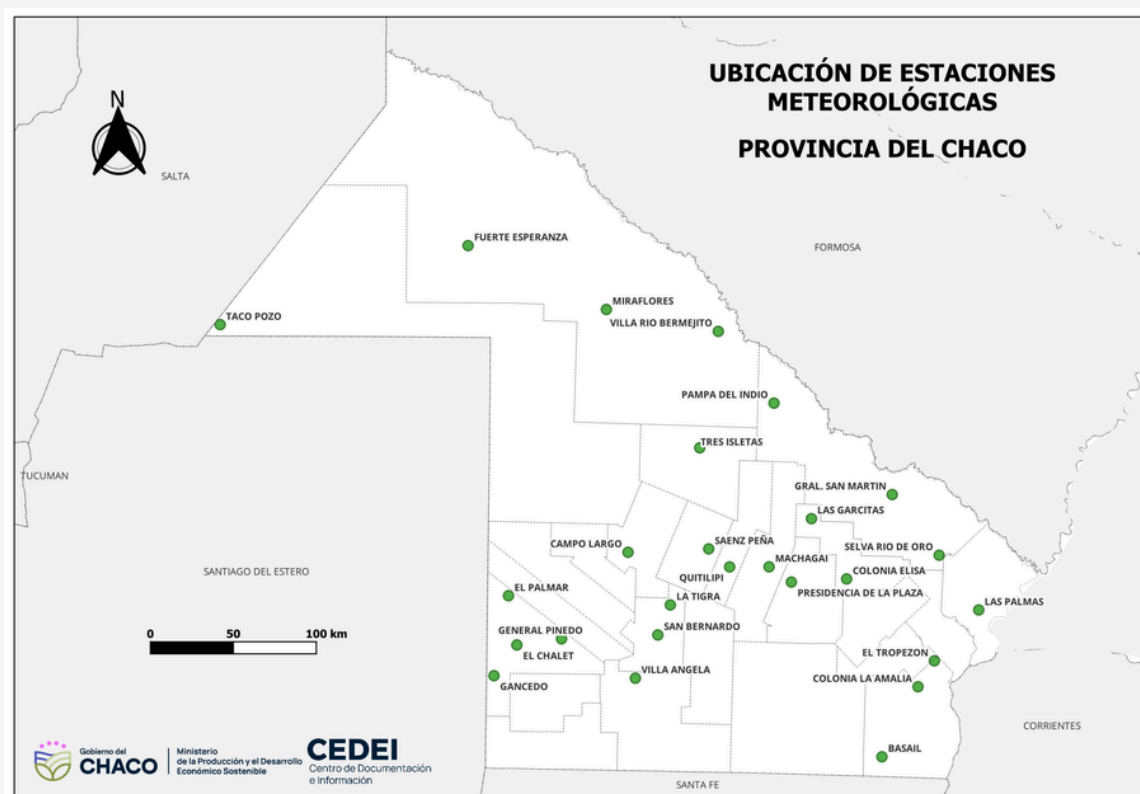 UBICACIÓN DE ESTACIONES
METEOROLÓGICAS
PROVINCIA DEL CHACO
N
SALTA
FUERTE ESPERANZA
FORMOSA
MIRAFLORES
TACO POZO
VILLA RIO BERMEJITO
PAMPA DEL INDIO
TRES ISLETAS
TUCUMAN
GRAL. SAN MARTIN
LAS GARCITAS
SAENZ PEÑA
CAMPO LARGO
SELVA RIO DE ORO
MACHAGAI
SANTIAGO DEL ESTERO
QUITILIPI
COLONIA ELISA
EL PALMAR
PRESIDENCIA DE LA PLAZA
LA TIGRA
LAS PALMAS
SAN BERNARDO
GENERAL PINEDO
0 50 100 km
EL CHALET
EL TROPEZON
VILLA ANGELA
COLONIA LA AMALIA
GANCEDO
CORRIENTES
BASAIL
SANTA FE
Gobierno del
CHACO
Ministerio
de la Producción y el Desarrollo
Económico Sostenible
CEDEI
Centro de Documentación
e Información